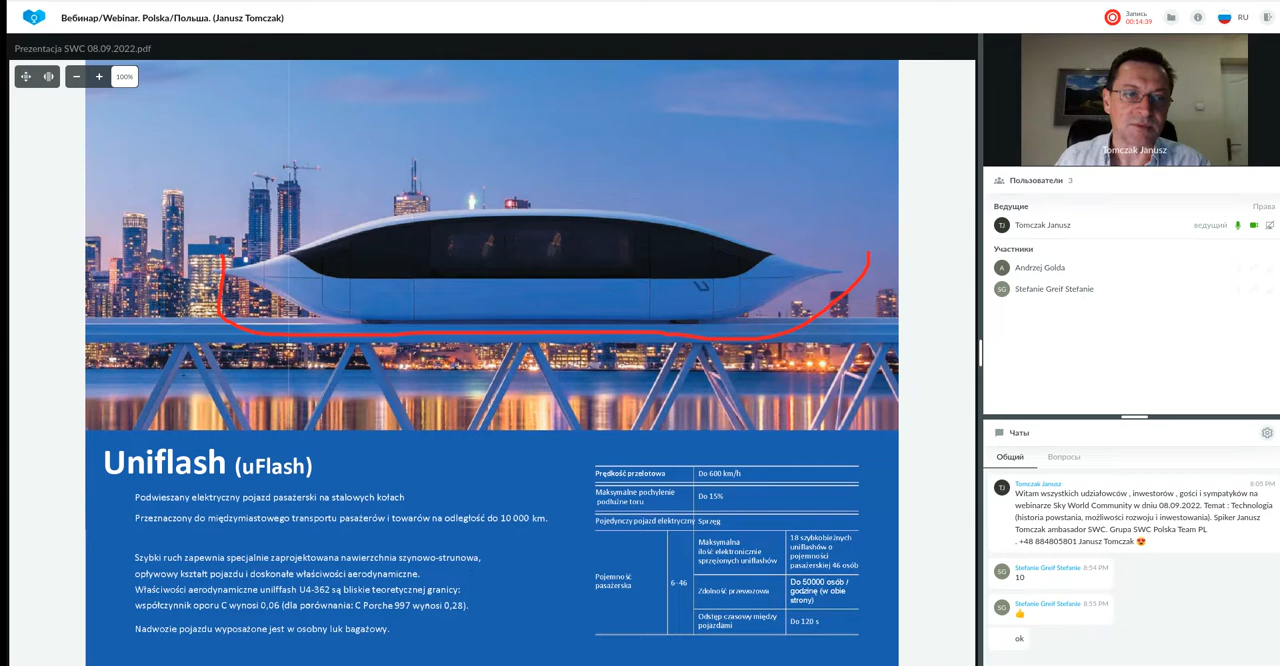 Вебинар/Webinar. Polska/Польша. (Janusz Tomczak)
Запись
00:14:39
RU
Prezentacja SWC 08.09.2022.pdf
100%
Tomczak Janusz
Пользователи 3
Ведущие
Права
TJ
Tomczak Janusz
ведущий
Участники
A
Andrzej Golda
SG
Stefanie Greif Stefanie
Uniflash (uFlash)
Podwieszany elektryczny pojazd pasażerski na stalowych kołach
Przeznaczony do międzymiastowego transportu pasażerów i towarów na odległość do 10 000 km.
Szybki ruch zapewnia specjalnie zaprojektowana nawierzchnia szynowo-strunowa,
opływowy kształt pojazdu i doskonałe właściwości aerodynamiczne.
Właściwości aerodynamiczne uniflfash U4-362 są bliskie teoretycznej granicy:
współczynnik oporu C wynosi 0,06 (dla porównania: C Porche 997 wynosi 0,28).
Nadwozie pojazdu wyposażone jest w osobny luk bagażowy.
Prędkość przelotowa
Do 600 km/h
Maksymalne pochylenie
podłużne toru
Do 15%
Pojedynczy pojazd elektryczny
Sprzęg
Pojemność
pasażerska
6-46
Maksymalna
ilość elektronicznie
sprzężonych uniflashów
18 szybkobieżnych
uniflashów o
pojemności
pasażerskiej 46 osób
Zdolność przewozowa
Do 50000 osób /
godzinę (w obie
strony)
Odstęp czasowy między
pojazdami
Do 120 s
Чаты
Общий
Вопросы
TJ
Tomczak Janusz
8:05 PM
Witam wszystkich udziałowców , inwestorów , gości i sympatyków na
webinarze Sky World Community w dniu 08.09.2022. Temat : Technologia
(historia powstania, możliwości rozwoju i inwestowania). Spiker Janusz
Tomczak ambasador SWC. Grupa SWC Polska Team PL
. +48 884805801 Janusz Tomczak 😍
SG
Stefanie Greif Stefanie 8:54 PM
10
SG
Stefanie Greif Stefanie 8:55 PM
👍
ok